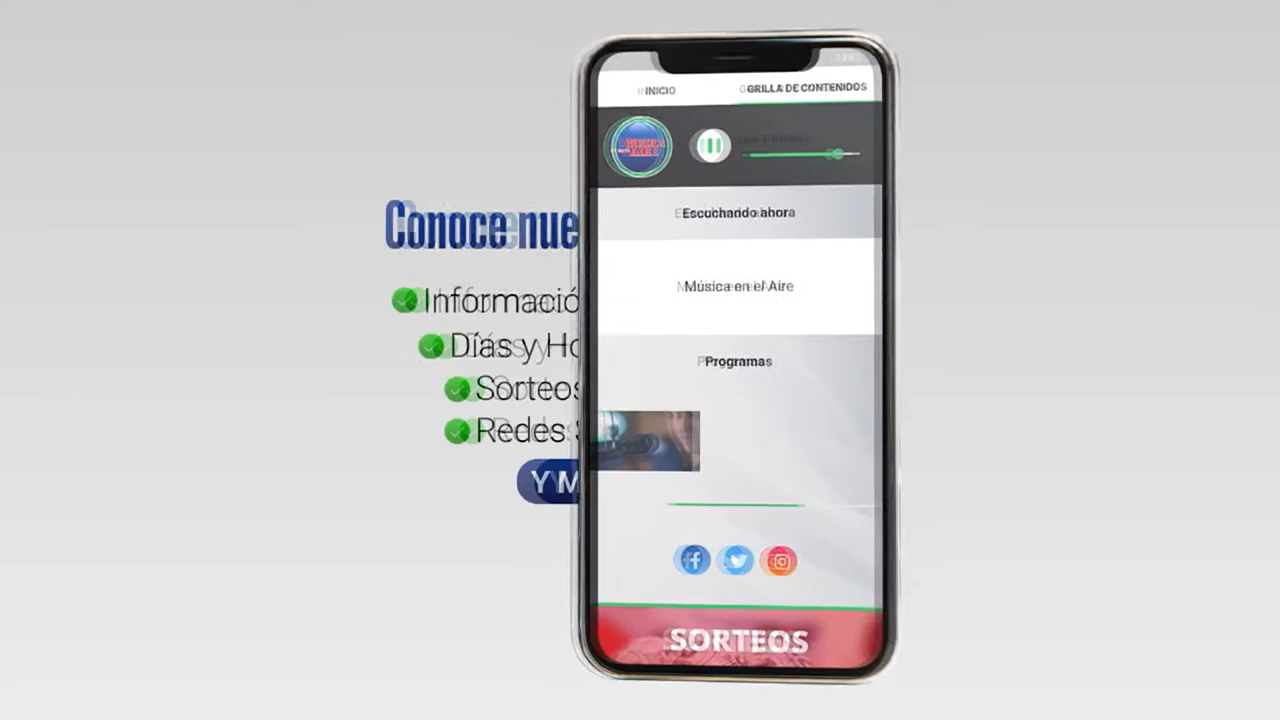 Conoce nue
Informació
Días y Ho
Sorteos
Redes S
Y M
INICIO
GRILLA DE CONTENIDOS
Escuchando ahora
Música en el Aire
Programas
SORTEOS